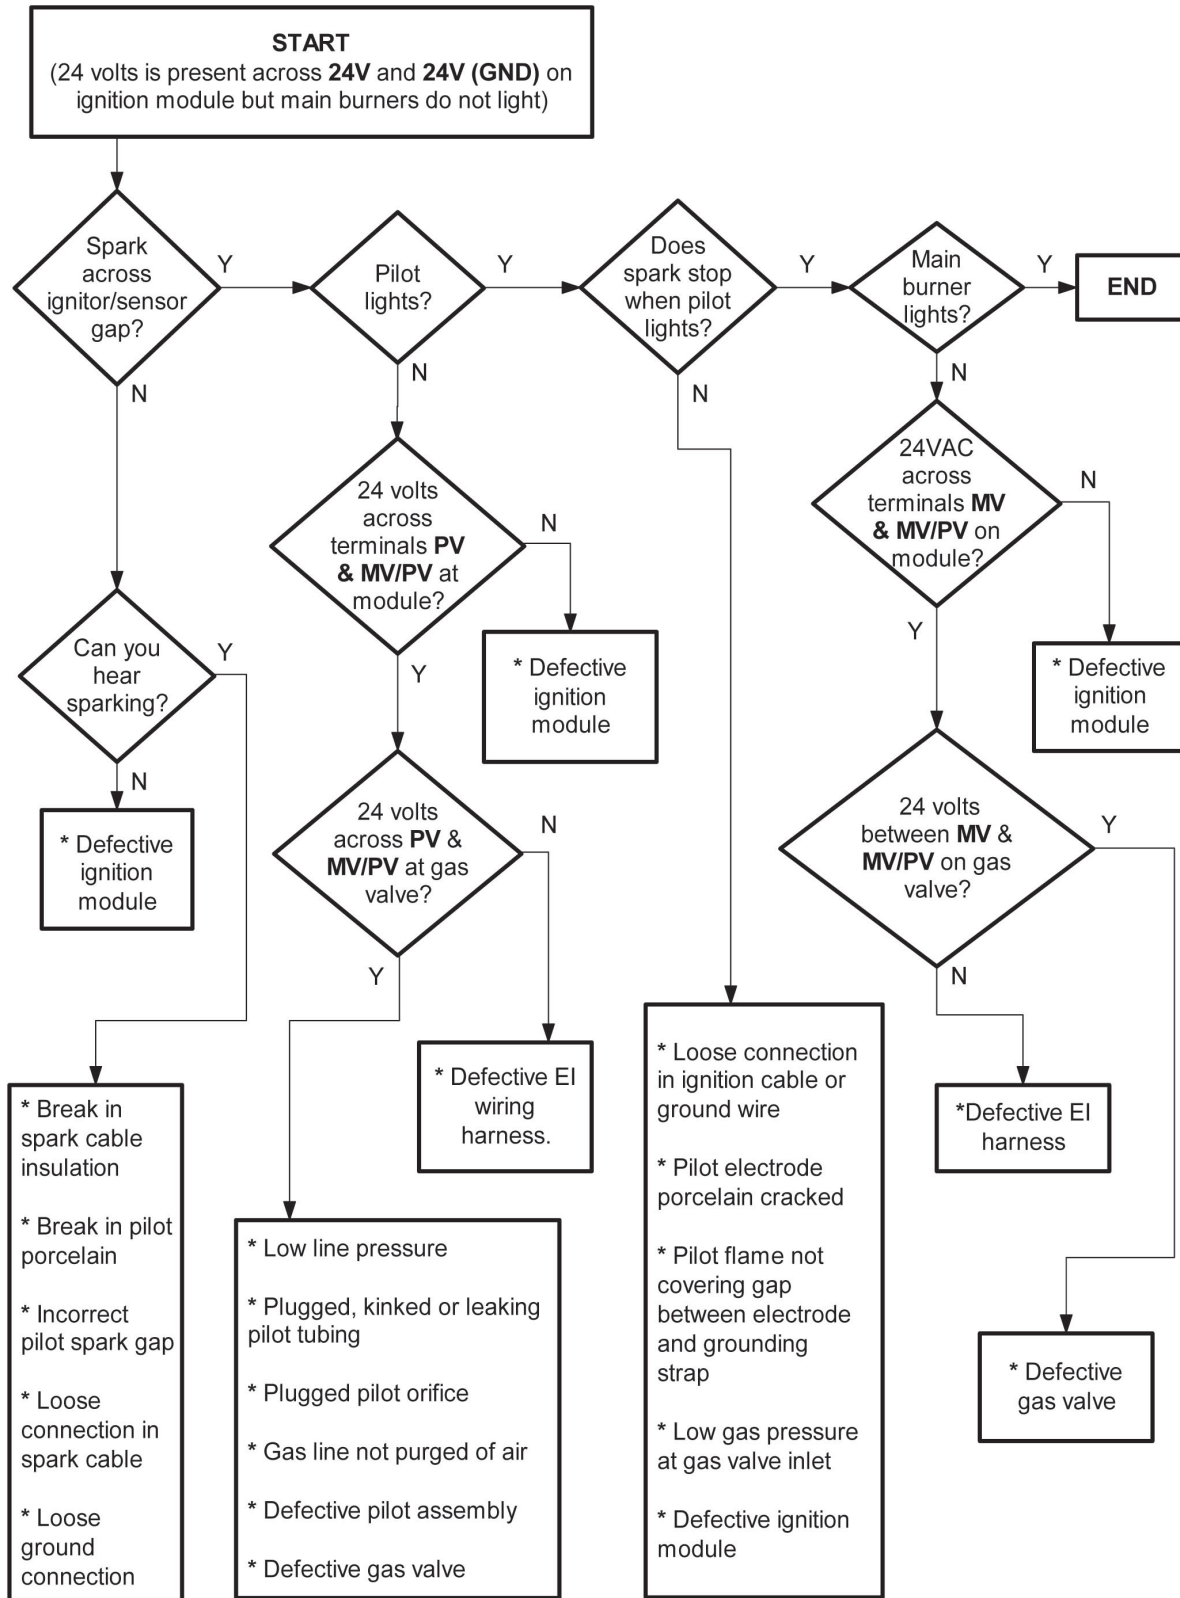 START
(24 volts is present across 24V and 24V (GND) on
ignition module but main burners do not light)
Spark
across
ignitor/sensor
gap?
Y
N
Pilot
lights?
Y
N
Does
spark stop
when pilot
lights?
Y
N
Main
burner
lights?
Y
N
END
24 volts
across
terminals PV
& MV/PV at
module?
N
Y
* Defective
ignition
module
24VAC
across
terminals MV
& MV/PV on
module?
N
Y
* Defective
ignition
module
Can you
hear
sparking?
Y
N
* Defective
ignition
module
24 volts
across PV &
MV/PV at gas
valve?
N
Y
24 volts
between MV &
MV/PV on gas
valve?
Y
N
* Defective EI
wiring
harness.
*Defective EI
harness
* Defective
gas valve
* Break in
spark cable
insulation
* Break in pilot
porcelain
* Incorrect
pilot spark gap
* Loose
connection in
spark cable
* Loose
ground
connection
* Low line pressure
* Plugged, kinked or leaking
pilot tubing
* Plugged pilot orifice
* Gas line not purged of air
* Defective pilot assembly
* Defective gas valve
* Loose connection
in ignition cable or
ground wire
* Pilot electrode
porcelain cracked
* Pilot flame not
covering gap
between electrode
and grounding
strap
* Low gas pressure
at gas valve inlet
* Defective ignition
module